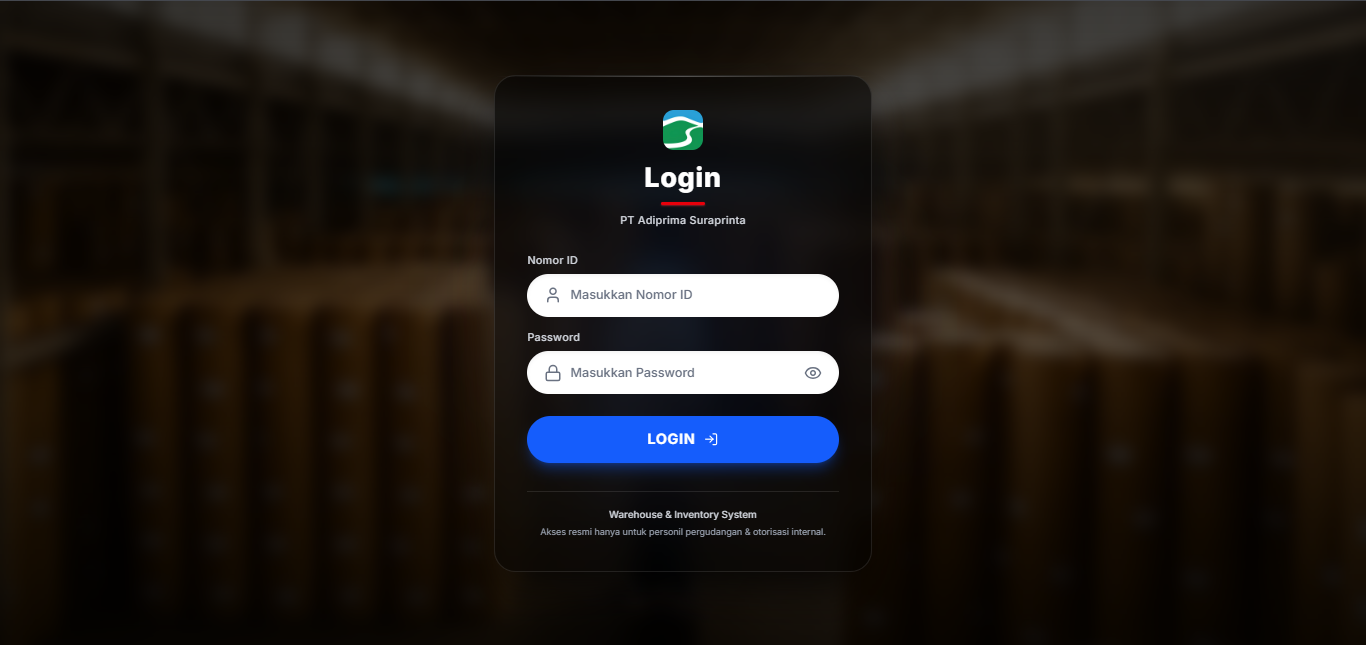 Login
PT Adiprima Suraprinta
Nomor ID
Masukkan Nomor ID
Password
Masukkan Password
LOGIN
Warehouse & Inventory System
Akses resmi hanya untuk personil pergudangan & otorisasi internal.